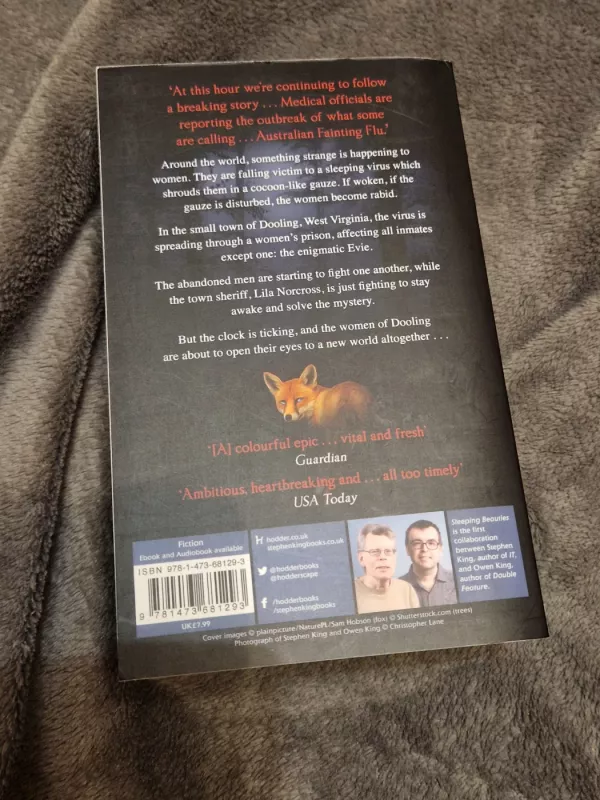 'At this hour we're continuing to follow
a breaking story . . . Medical officials are
reporting the outbreak of what some
are calling . . . Australian Fainting Flu.'
Around the world, something strange is happening to
women. They are falling victim to a sleeping virus which
shrouds them in a cocoon-like gauze. If woken, if the
gauze is disturbed, the women become rabid.
In the small town of Dooling, West Virginia, the virus is
spreading through a women's prison, affecting all inmates
except one: the enigmatic Evie.
The abandoned men are starting to fight one another, while
the town sheriff, Lila Norcross, is just fighting to stay
awake and solve the mystery.
But the clock is ticking, and the women of Dooling
are about to open their eyes to a new world altogether . . .
'[A] colourful epic . . . vital and fresh'
Guardian
'Ambitious, heartbreaking and . . . all too timely'
USA Today
Fiction
Ebook and Audiobook available
ISBN 978-1-473-68129-3
9 781473 681293
UK £7.99
hodder.co.uk
stephenkingbooks.co.uk
@hodderbooks
@hodderscape
/hodderbooks
/stephenkingbooks
Sleeping Beauties
is the first
collaboration
between Stephen
King, author of IT,
and Owen King,
author of Double
Feature.
Cover images © plainpicture/NaturePL/Sam Hobson (fox) © Shutterstock.com (trees)
Photograph of Stephen King and Owen King © Christopher Lane